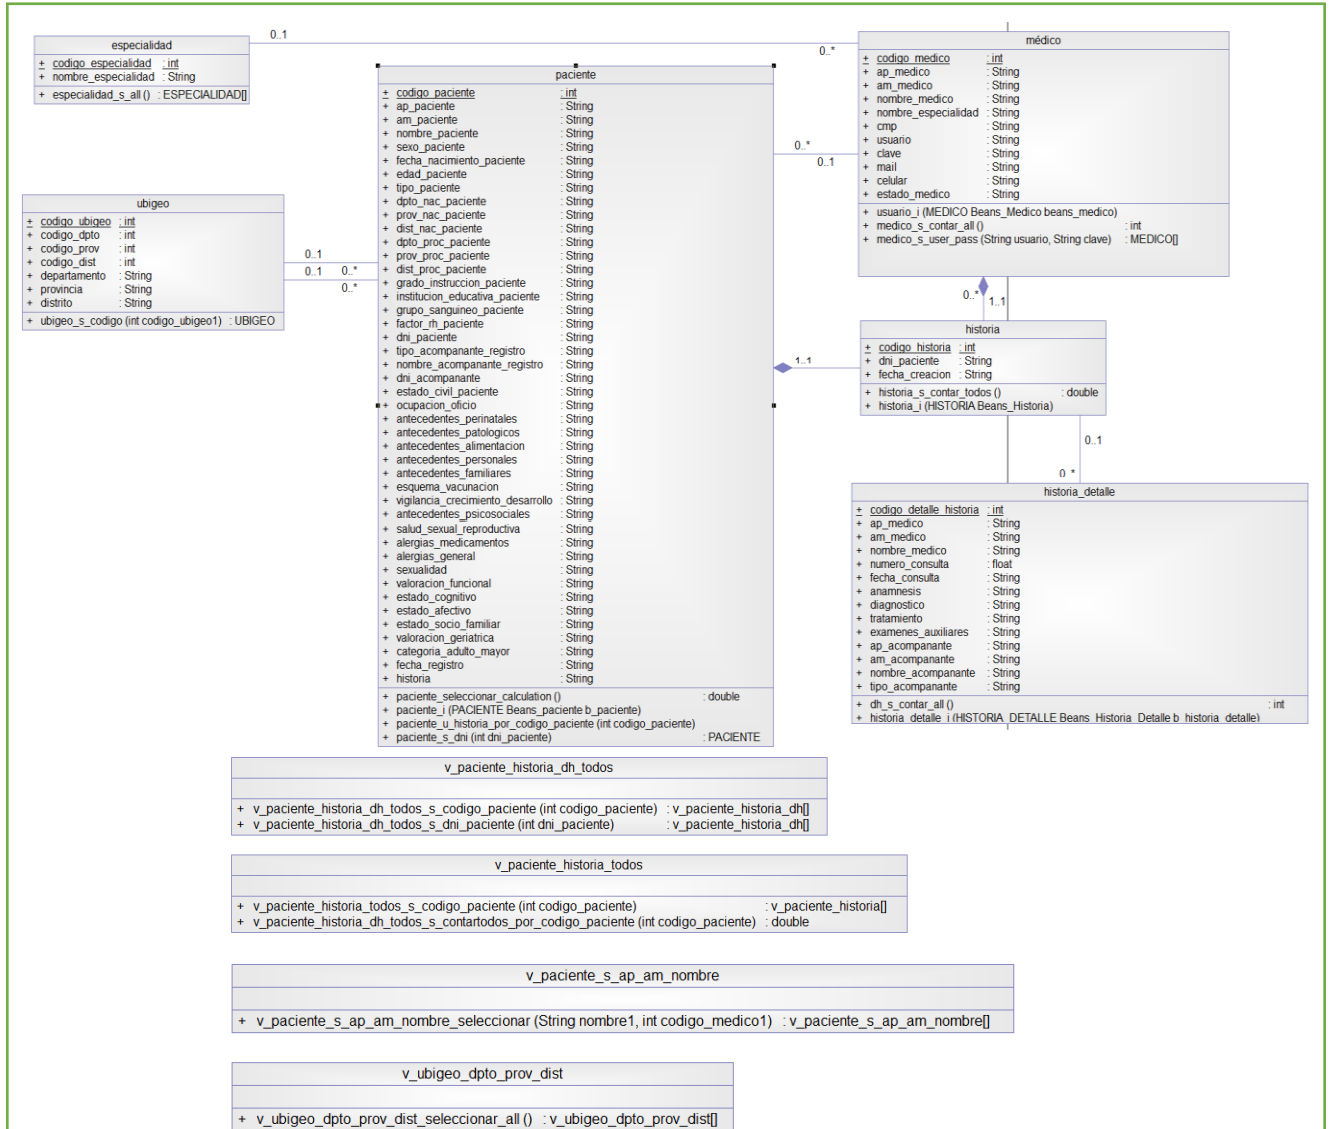 especialidad
+ codigo_especialidad : int
+ nombre_especialidad : String
+ especialidad_s_all () : ESPECIALIDAD[]
0..1
0..*
médico
+ codigo_medico : int
+ ap_medico : String
+ am_medico : String
+ nombre_medico : String
+ nombre_especialidad : String
+ cmp : String
+ usuario : String
+ clave : String
+ mail : String
+ celular : String
+ estado_medico : String
+ usuario_i (MEDICO Beans_Medico beans_medico)
+ medico_s_contar_all () : int
+ medico_s_user_pass (String usuario, String clave) : MEDICO[]
paciente
+ codigo_paciente : int
+ ap_paciente : String
+ am_paciente : String
+ nombre_paciente : String
+ sexo_paciente : String
+ fecha_nacimiento_paciente : String
+ edad_paciente : String
+ tipo_paciente : String
+ dpto_nac_paciente : String
+ prov_nac_paciente : String
+ dist_nac_paciente : String
+ dpto_proc_paciente : String
+ prov_proc_paciente : String
+ dist_proc_paciente : String
+ grado_instruccion_paciente : String
+ institucion_educativa_paciente : String
+ grupo_sanguineo_paciente : String
+ factor_rh_paciente : String
+ dni_paciente : String
+ tipo_acompanante_registro : String
+ nombre_acompanante_registro : String
+ dni_acompanante : String
+ estado_civil_paciente : String
+ ocupacion_oficio : String
+ antecedentes_perinatales : String
+ antecedentes_patologicos : String
+ antecedentes_alimentacion : String
+ antecedentes_personales : String
+ antecedentes_familiares : String
+ esquema_vacunacion : String
+ vigilancia_crecimiento_desarrollo : String
+ antecedentes_psicosociales : String
+ salud_sexual_reproductiva : String
+ alergias_medicamentos : String
+ alergias_general : String
+ sexualidad : String
+ valoracion_funcional : String
+ estado_cognitivo : String
+ estado_afectivo : String
+ estado_socio_familiar : String
+ valoracion_geriatrica : String
+ categoria_adulto_mayor : String
+ fecha_registro : String
+ historia : String
+ paciente_seleccionar_calculation () : double
+ paciente_i (PACIENTE Beans_paciente b_paciente)
+ paciente_u_historia_por_codigo_paciente (int codigo_paciente)
+ paciente_s_dni (int dni_paciente) : PACIENTE
0..*
0..1
ubigeo
+ codigo_ubigeo : int
+ codigo_dpto : int
+ codigo_prov : int
+ codigo_dist : int
+ departamento : String
+ provincia : String
+ distrito : String
+ ubigeo_s_codigo (int codigo_ubigeo1) : UBIGEO
0..1
0..1 0..*
0..*
0..*
1..1
historia
+ codigo_historia : int
+ dni_paciente : String
+ fecha_creacion : String
+ historia_s_contar_todos () : double
+ historia_i (HISTORIA Beans_Historia)
1..1
0..1
0..*
historia_detalle
+ codigo_detalle_historia : int
+ ap_medico : String
+ am_medico : String
+ nombre_medico : String
+ numero_consulta : float
+ fecha_consulta : String
+ anamnesis : String
+ diagnostico : String
+ tratamiento : String
+ examenes_auxiliares : String
+ ap_acompanante : String
+ am_acompanante : String
+ nombre_acompanante : String
+ tipo_acompanante : String
+ dh_s_contar_all () : int
+ historia_detalle_i (HISTORIA_DETALLE Beans_Historia_Detalle b_historia_detalle)
v_paciente_historia_dh_todos
+ v_paciente_historia_dh_todos_s_codigo_paciente (int codigo_paciente) : v_paciente_historia_dh[]
+ v_paciente_historia_dh_todos_s_dni_paciente (int dni_paciente) : v_paciente_historia_dh[]
v_paciente_historia_todos
+ v_paciente_historia_todos_s_codigo_paciente (int codigo_paciente) : v_paciente_historia[]
+ v_paciente_historia_dh_todos_s_contartodos_por_codigo_paciente (int codigo_paciente) : double
v_paciente_s_ap_am_nombre
+ v_paciente_s_ap_am_nombre_seleccionar (String nombre1, int codigo_medico1) : v_paciente_s_ap_am_nombre[]
v_ubigeo_dpto_prov_dist
+ v_ubigeo_dpto_prov_dist_seleccionar_all () : v_ubigeo_dpto_prov_dist[]